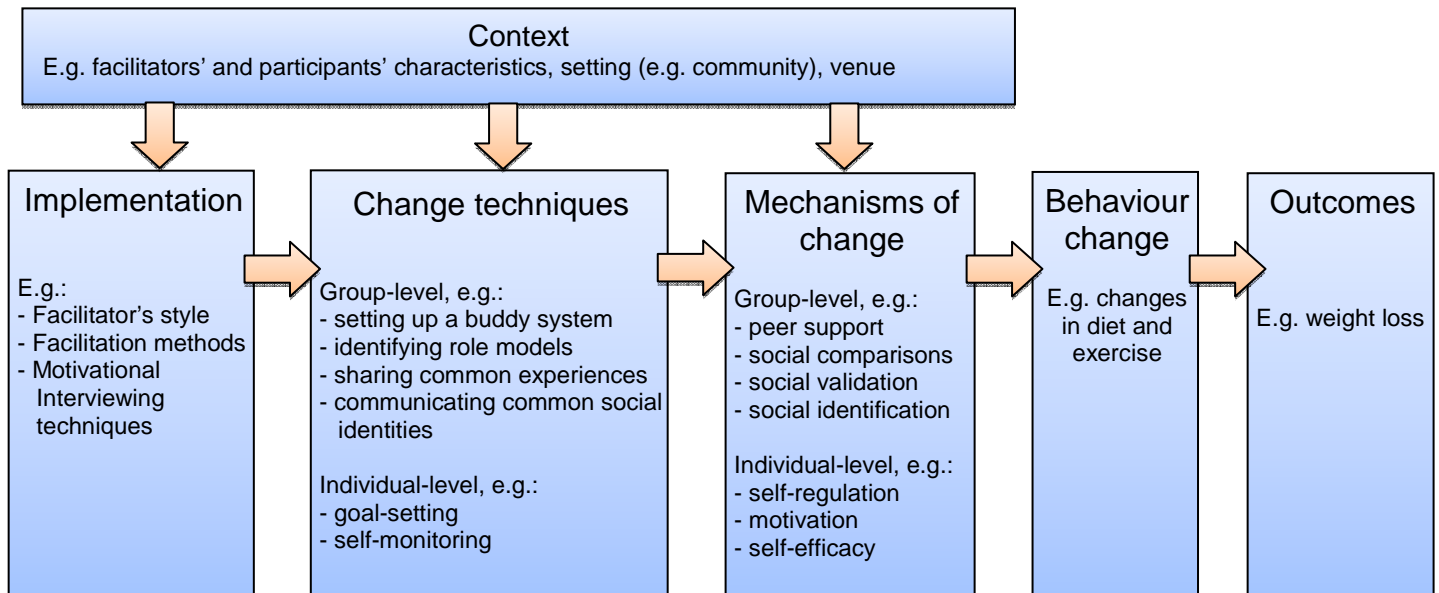 Context
E.g. facilitators' and participants' characteristics, setting (e.g. community), venue
Implementation
E.g.:
- Facilitator's style
- Facilitation methods
- Motivational
Interviewing
techniques
Change techniques
Group-level, e.g.:
- setting up a buddy system
- identifying role models
- sharing common experiences
- communicating common social
identities
Individual-level, e.g.:
- goal-setting
- self-monitoring
Mechanisms of
change
Group-level, e.g.:
- peer support
- social comparisons
- social validation
- social identification
Individual-level, e.g.:
- self-regulation
- motivation
- self-efficacy
Behaviour
change
E.g. changes
in diet and
exercise
Outcomes
E.g. weight loss